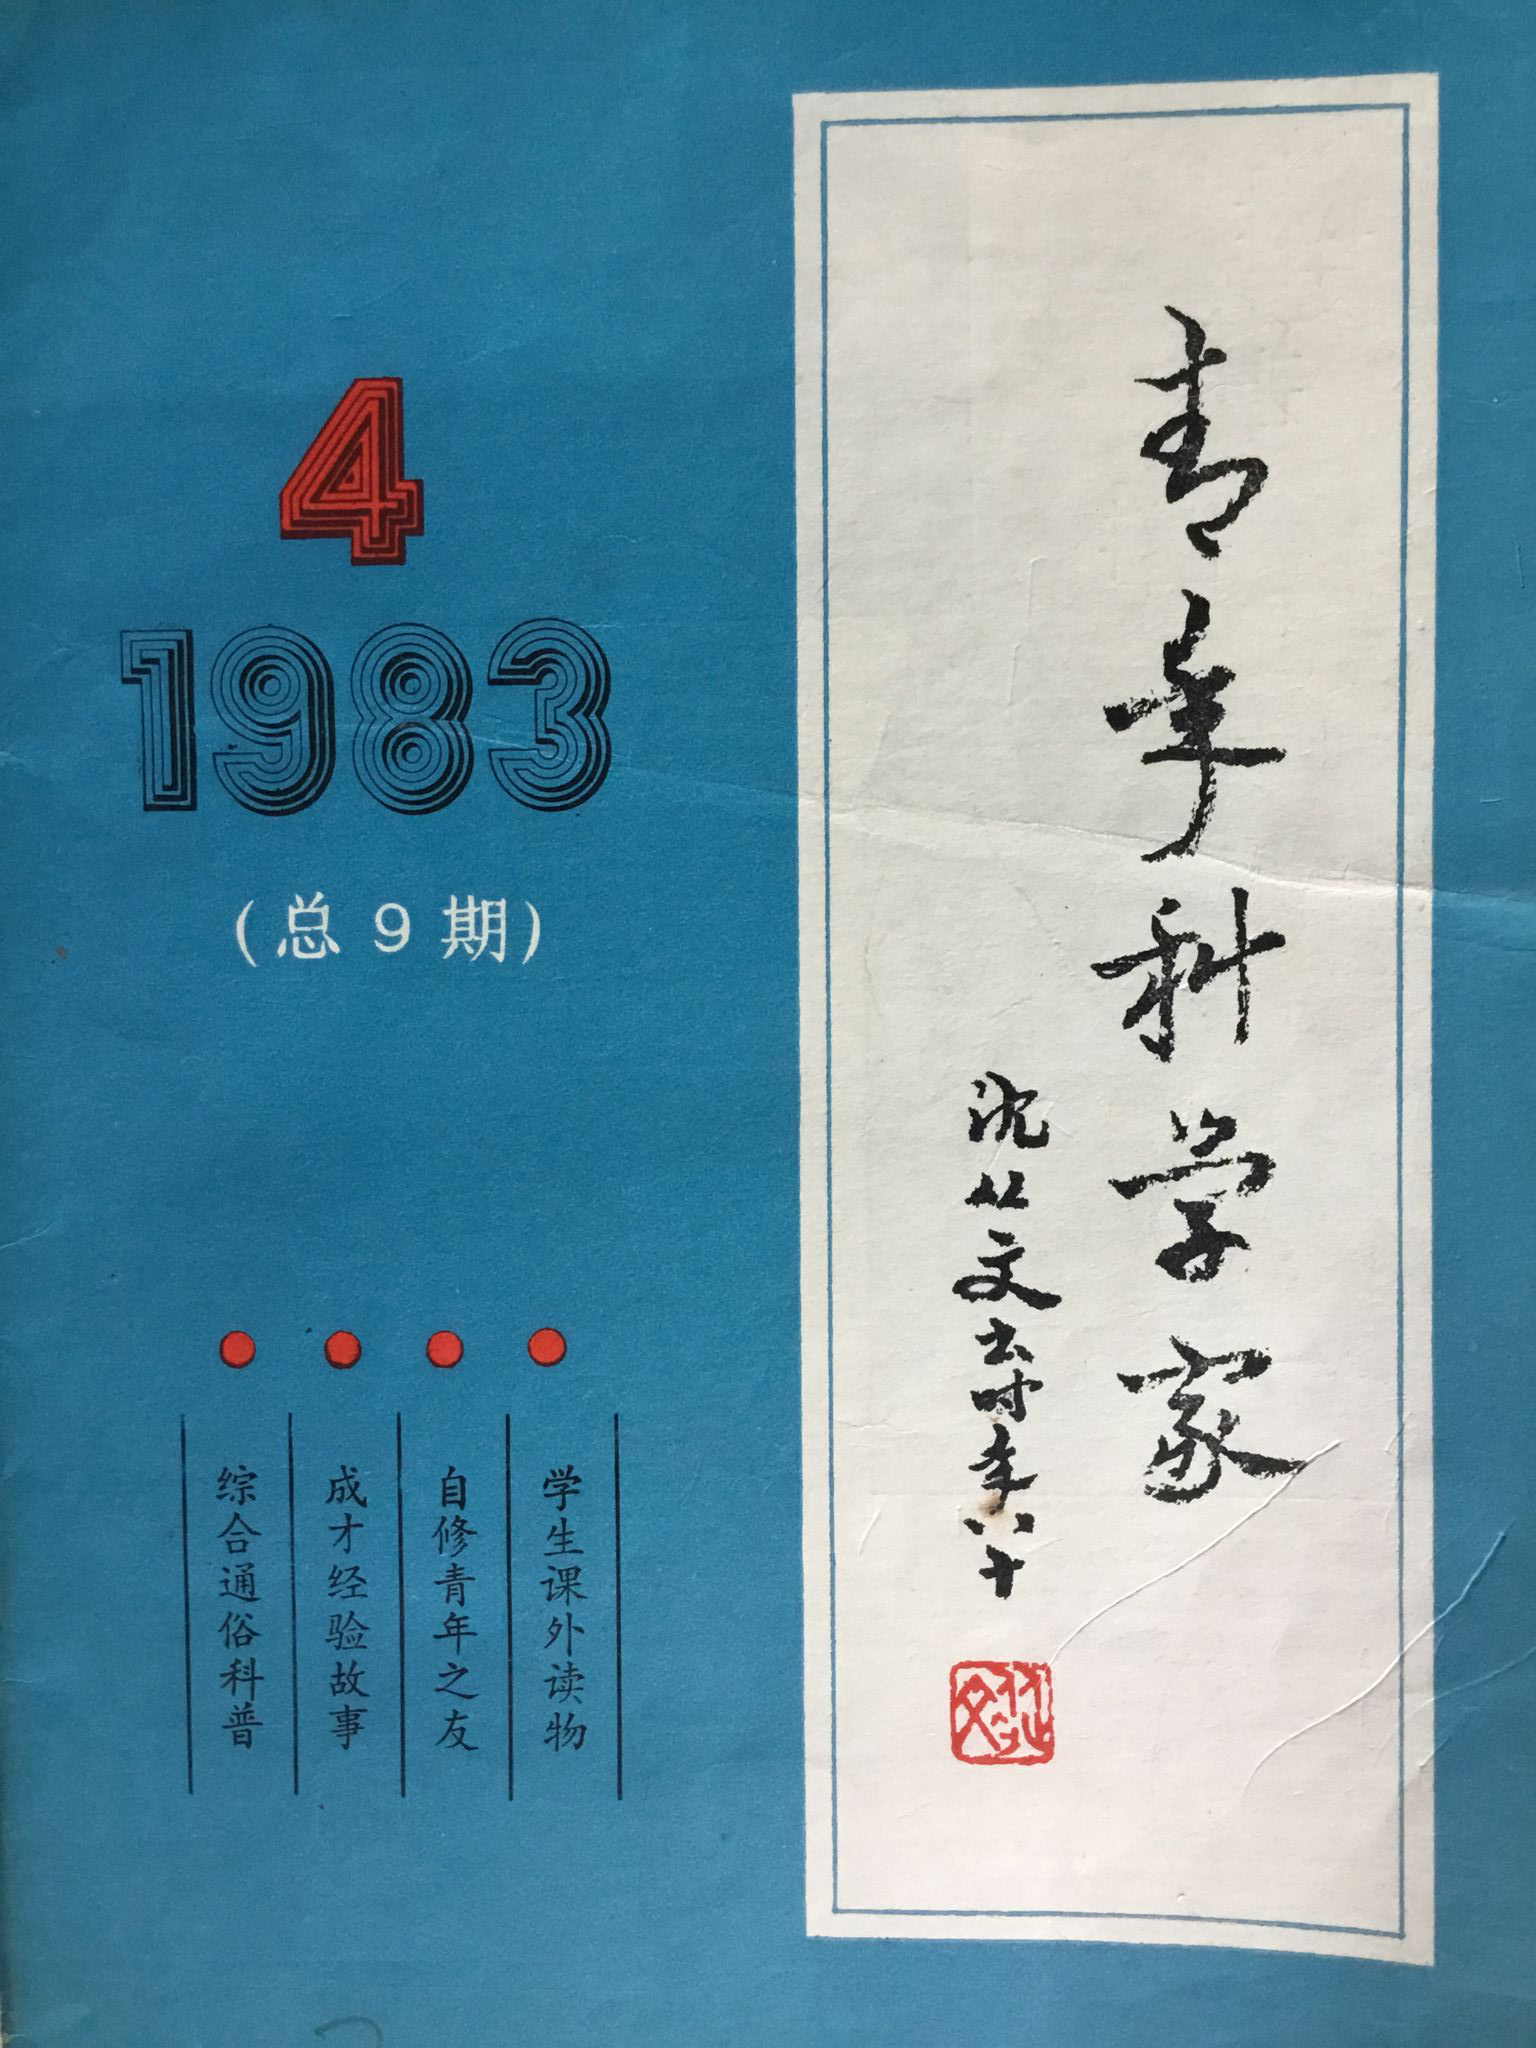 青年科学家
沈从文书时年八十
4
1983
(总9期)
学生课外读物
自修青年之友
成才经验故事
综合通俗科普